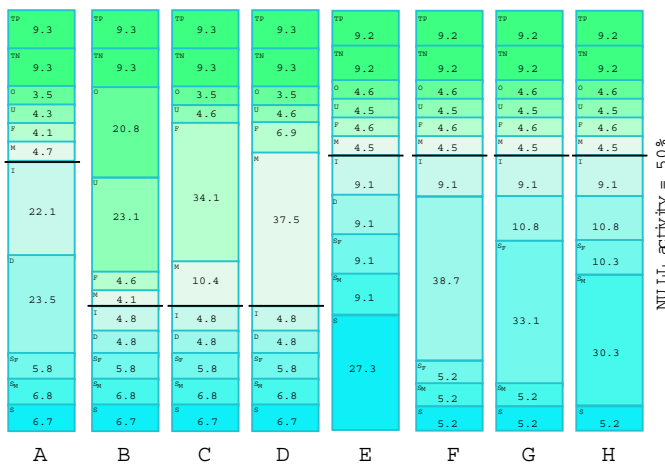 TP 9.3
TN 9.3
O 3.5
U 4.3
F 4.1
M 4.7
I 22.1
D 23.5
SF 5.8
SM 6.8
S 6.7
A
TP 9.3
TN 9.3
O 20.8
U 23.1
F 4.6
M 4.1
I 4.8
D 4.8
SF 5.8
SM 6.8
S 6.7
B
TP 9.3
TN 9.3
O 3.5
U 4.6
F 34.1
M 10.4
I 4.8
D 4.8
SF 5.8
SM 6.8
S 6.7
C
TP 9.3
TN 9.3
O 3.5
U 4.6
F 6.9
M 37.5
I 4.8
D 4.8
SF 5.8
SM 6.8
S 6.7
D
TP 9.2
TN 9.2
O 4.6
U 4.5
F 4.6
M 4.5
I 9.1
D 9.1
SF 9.1
SM 9.1
S 27.3
E
TP 9.2
TN 9.2
O 4.6
U 4.5
F 4.6
M 4.5
I 9.1
38.7
SF 5.2
SM 5.2
S 5.2
F
TP 9.2
TN 9.2
O 4.6
U 4.5
F 4.6
M 4.5
I 9.1
10.8
SF 33.1
SM 5.2
S 5.2
G
TP 9.2
TN 9.2
O 4.6
U 4.5
F 4.6
M 4.5
I 9.1
10.8
SF 10.3
SM 30.3
S 5.2
H
NULL activity = 50%